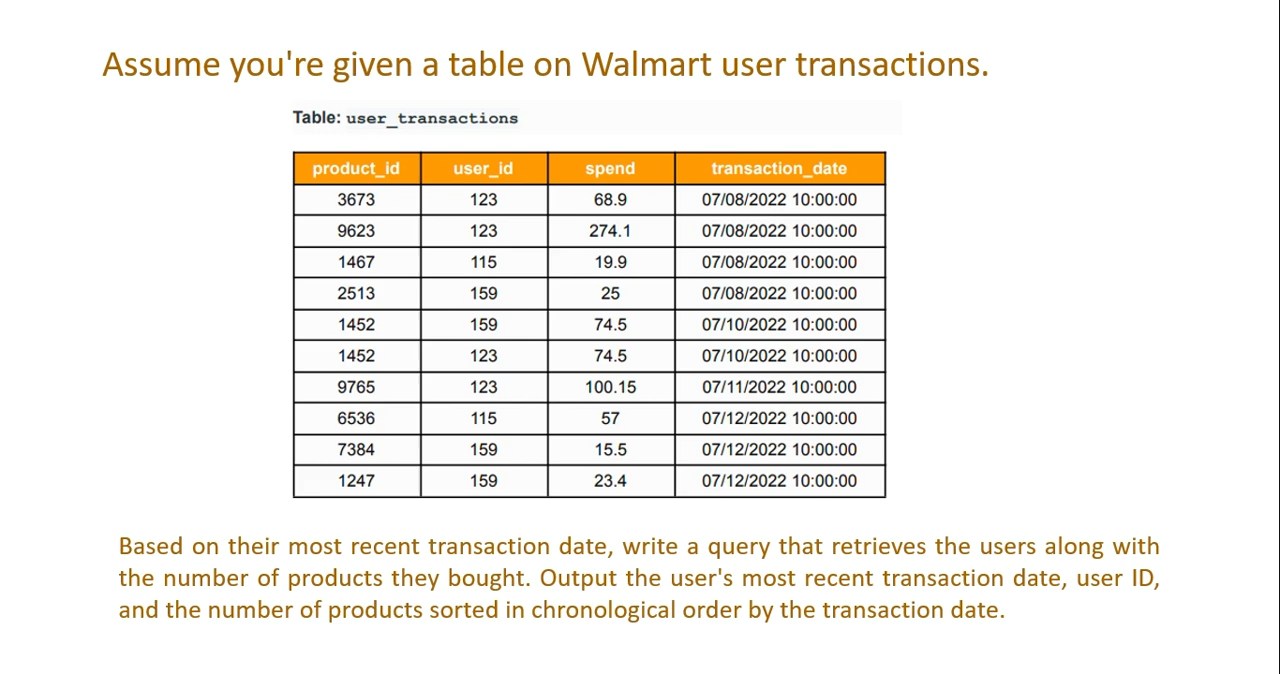 Assume you're given a table on Walmart user transactions.
Table: user_transactions
product_id user_id spend transaction_date
3673 123 68.9 07/08/2022 10:00:00
9623 123 274.1 07/08/2022 10:00:00
1467 115 19.9 07/08/2022 10:00:00
2513 159 25 07/08/2022 10:00:00
1452 159 74.5 07/10/2022 10:00:00
1452 123 74.5 07/10/2022 10:00:00
9765 123 100.15 07/11/2022 10:00:00
6536 115 57 07/12/2022 10:00:00
7384 159 15.5 07/12/2022 10:00:00
1247 159 23.4 07/12/2022 10:00:00
Based on their most recent transaction date, write a query that retrieves the users along with
the number of products they bought. Output the user's most recent transaction date, user ID,
and the number of products sorted in chronological order by the transaction date.